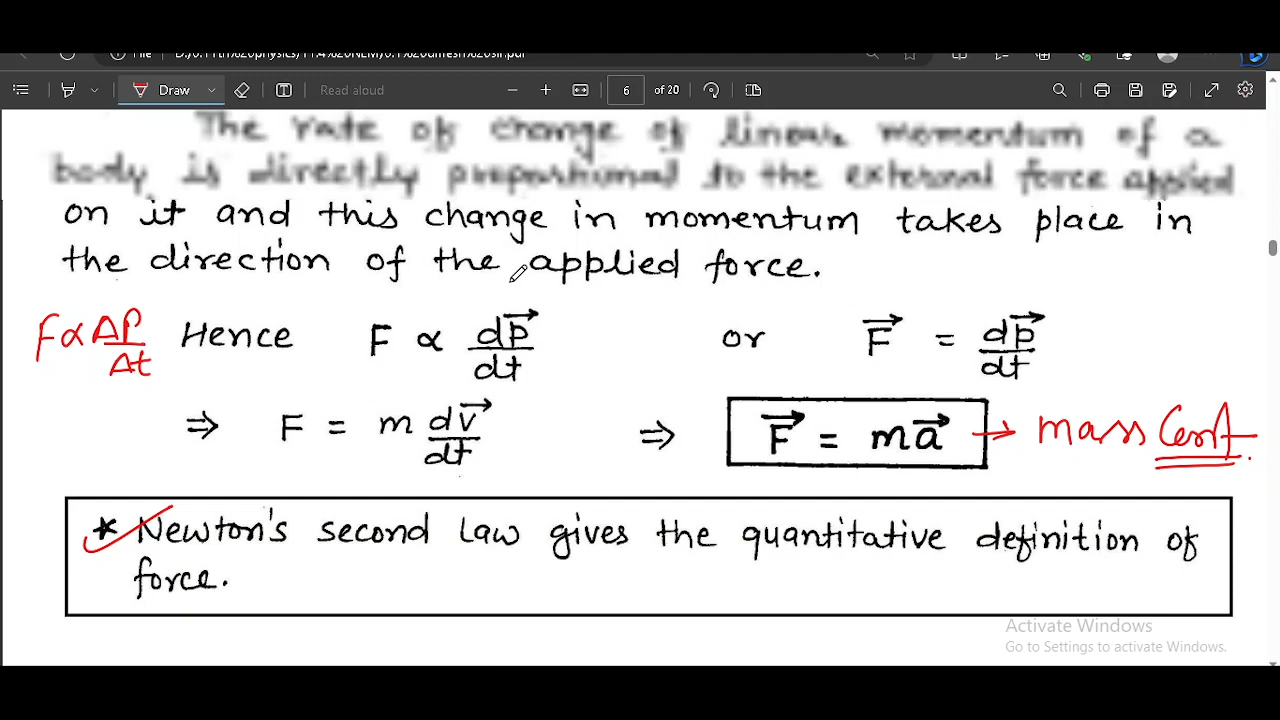 6 of 20
Draw
Read aloud
The rate of change of linear momentum of a
body is directly proportional to the external force applied
on it and this change in momentum takes place in
the direction of the applied force.
F∝ΔP/Δt Hence F ∝ dp⃗/dt or F⃗ = dp⃗/dt
⇒ F = m dv⃗/dt ⇒ F⃗ = ma⃗ → mass Const.
* Newton's second law gives the quantitative definition of
force.
Activate Windows
Go to Settings to activate Windows.